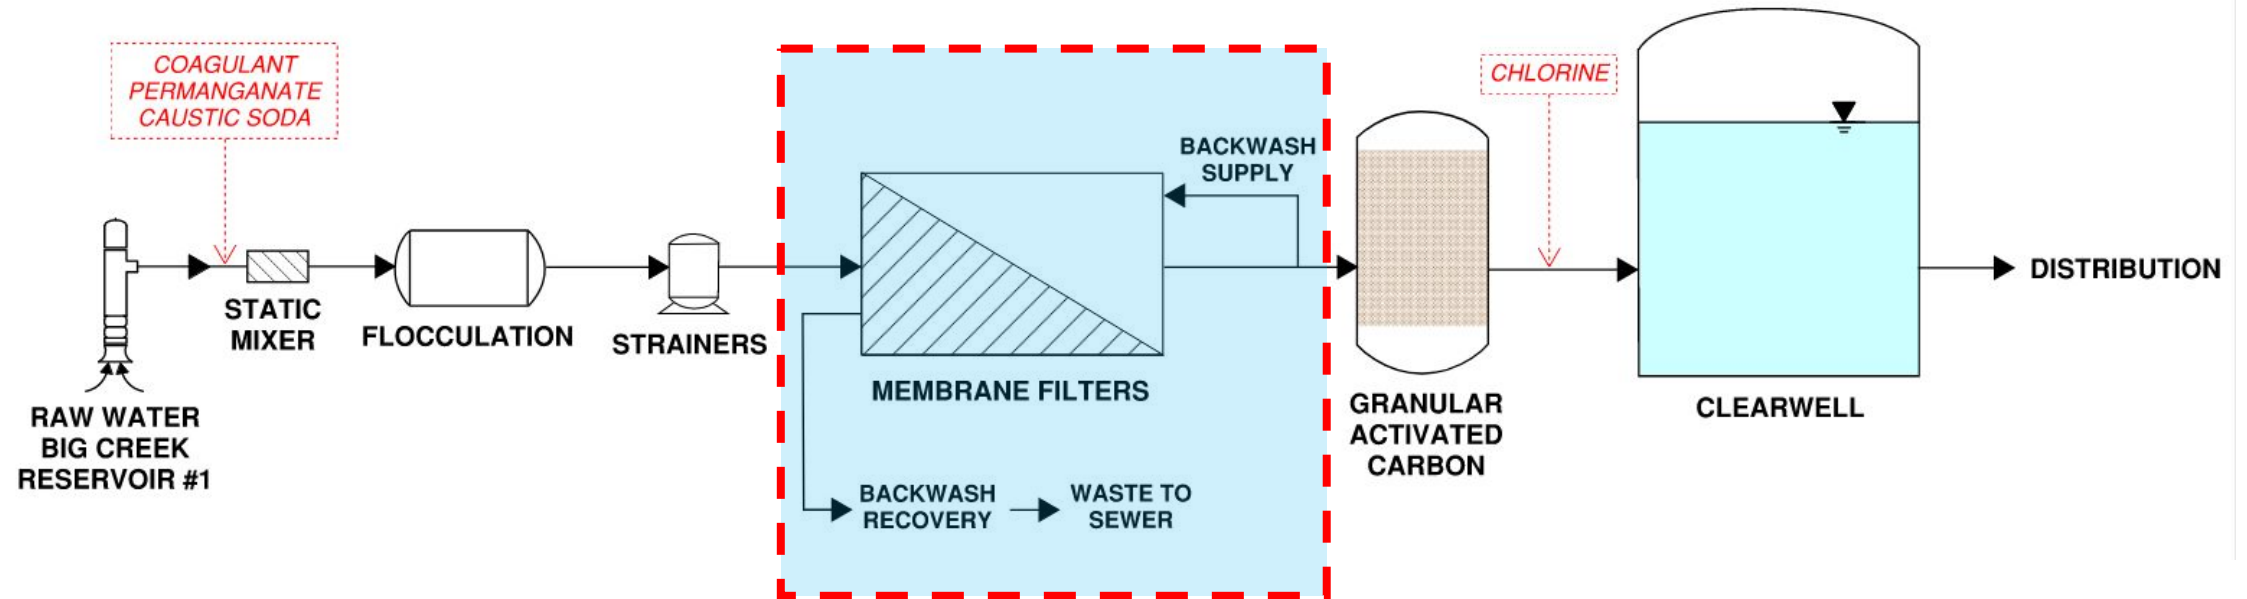 COAGULANT
PERMANGANATE
CAUSTIC SODA
RAW WATER
BIG CREEK
RESERVOIR #1
STATIC
MIXER
FLOCCULATION
STRAINERS
MEMBRANE FILTERS
BACKWASH
SUPPLY
BACKWASH
RECOVERY
WASTE TO
SEWER
GRANULAR
ACTIVATED
CARBON
CHLORINE
CLEARWELL
DISTRIBUTION